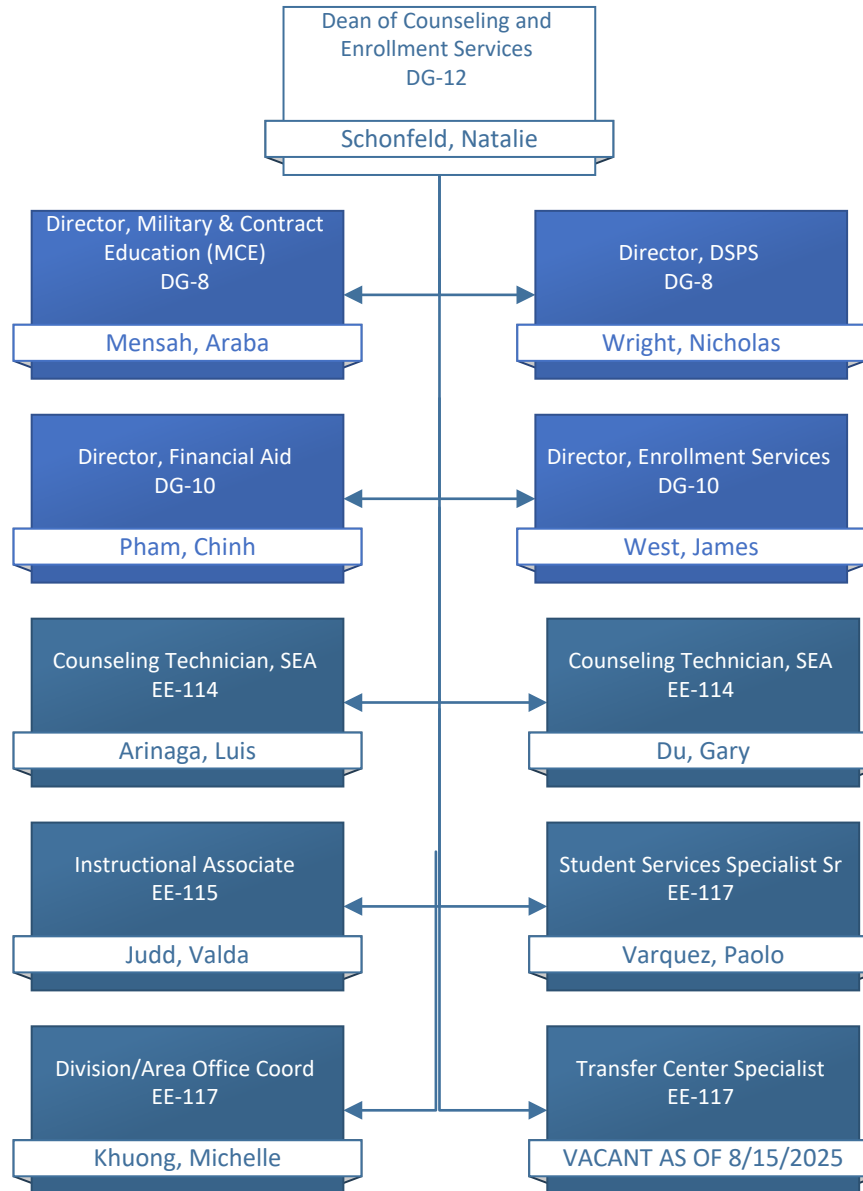 Dean of Counseling and
Enrollment Services
DG-12
Schonfeld, Natalie
Director, Military & Contract
Education (MCE)
DG-8
Mensah, Araba
Director, DSPS
DG-8
Wright, Nicholas
Director, Financial Aid
DG-10
Pham, Chinh
Director, Enrollment Services
DG-10
West, James
Counseling Technician, SEA
EE-114
Arinaga, Luis
Counseling Technician, SEA
EE-114
Du, Gary
Instructional Associate
EE-115
Judd, Valda
Student Services Specialist Sr
EE-117
Varquez, Paolo
Division/Area Office Coord
EE-117
Khuong, Michelle
Transfer Center Specialist
EE-117
VACANT AS OF 8/15/2025